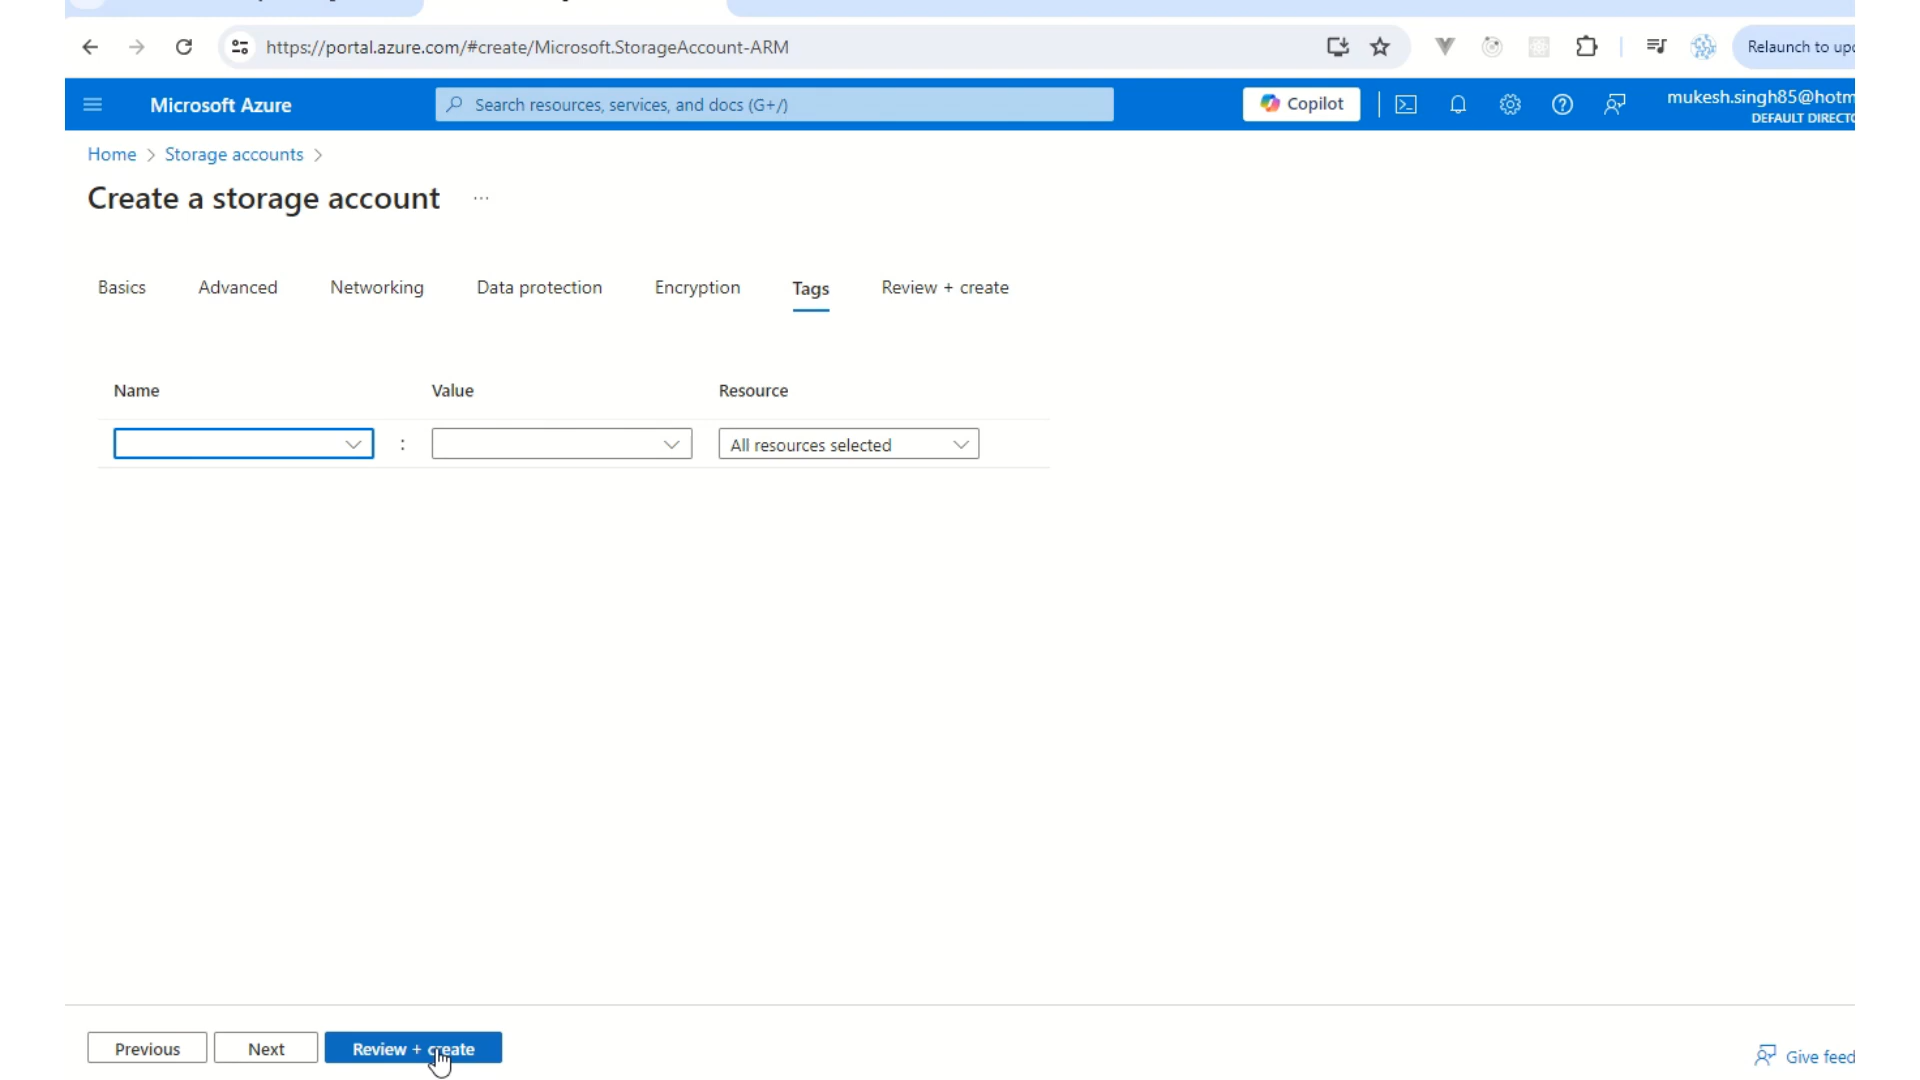 https://portal.azure.com/#create/Microsoft.StorageAccount-ARM
Relaunch to upd
Microsoft Azure
Search resources, services, and docs (G+/)
Copilot
mukesh.singh85@hotm
DEFAULT DIRECTO
Home > Storage accounts >
Create a storage account ...
Basics Advanced Networking Data protection Encryption Tags Review + create
Name Value Resource
: All resources selected
Previous Next Review + create
Give feed